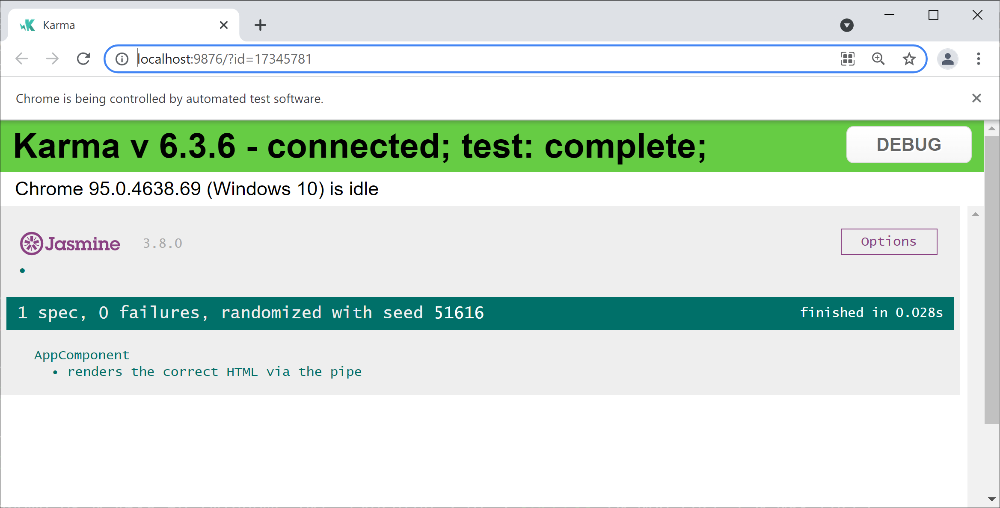 Karma
localhost:9876/?id=17345781
Chrome is being controlled by automated test software.
Karma v 6.3.6 - connected; test: complete;
DEBUG
Chrome 95.0.4638.69 (Windows 10) is idle
Jasmine 3.8.0
Options
•
1 spec, 0 failures, randomized with seed 51616
finished in 0.028s
AppComponent
• renders the correct HTML via the pipe